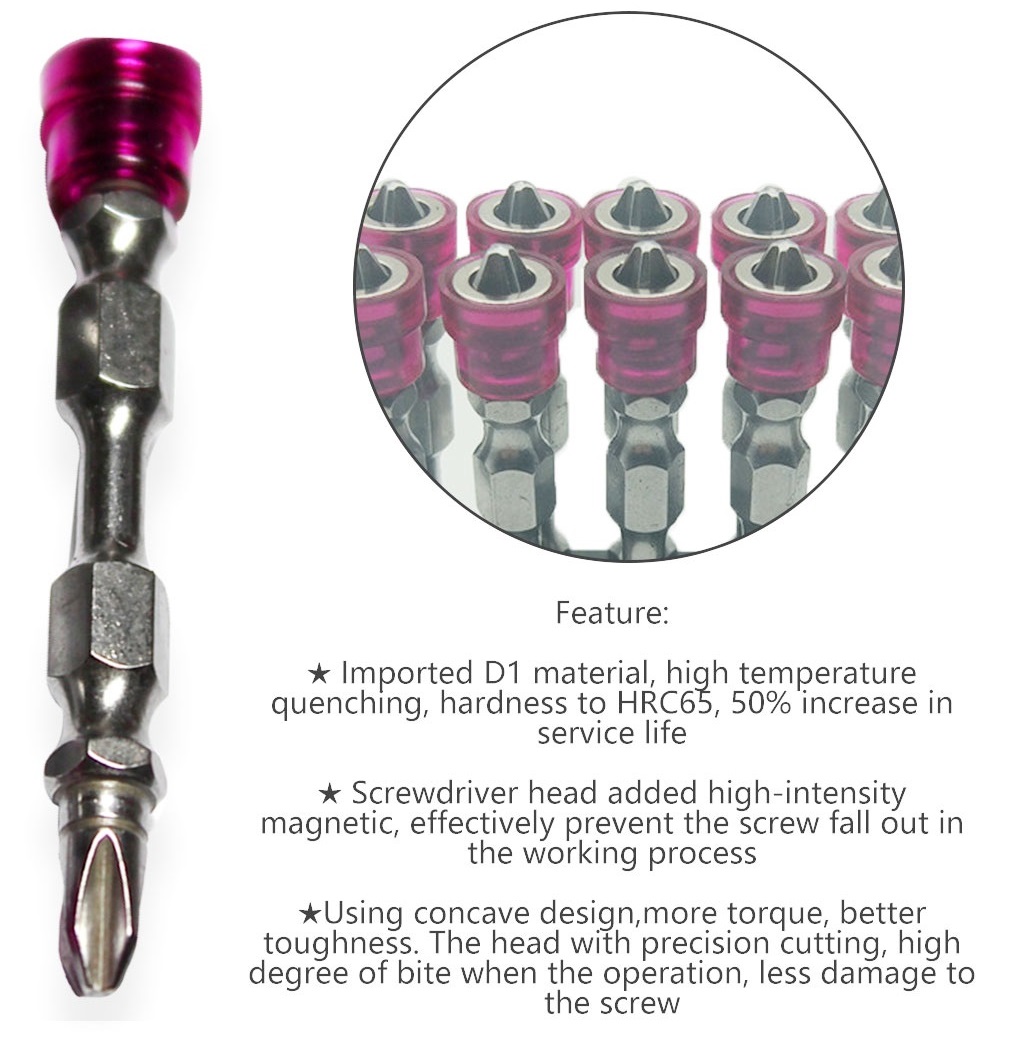 Feature:
★ Imported D1 material, high temperature
quenching, hardness to HRC65, 50% increase in
service life
★ Screwdriver head added high-intensity
magnetic, effectively prevent the screw fall out in
the working process
★Using concave design,more torque, better
toughness. The head with precision cutting, high
degree of bite when the operation, less damage to
the screw